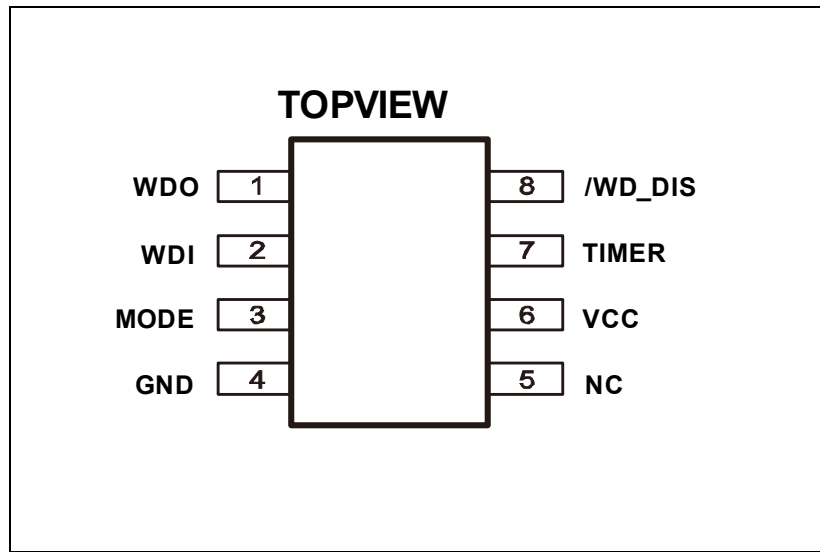 TOPVIEW
WDO 1 8 /WD_DIS
WDI 2 7 TIMER
MODE 3 6 VCC
GND 4 5 NC